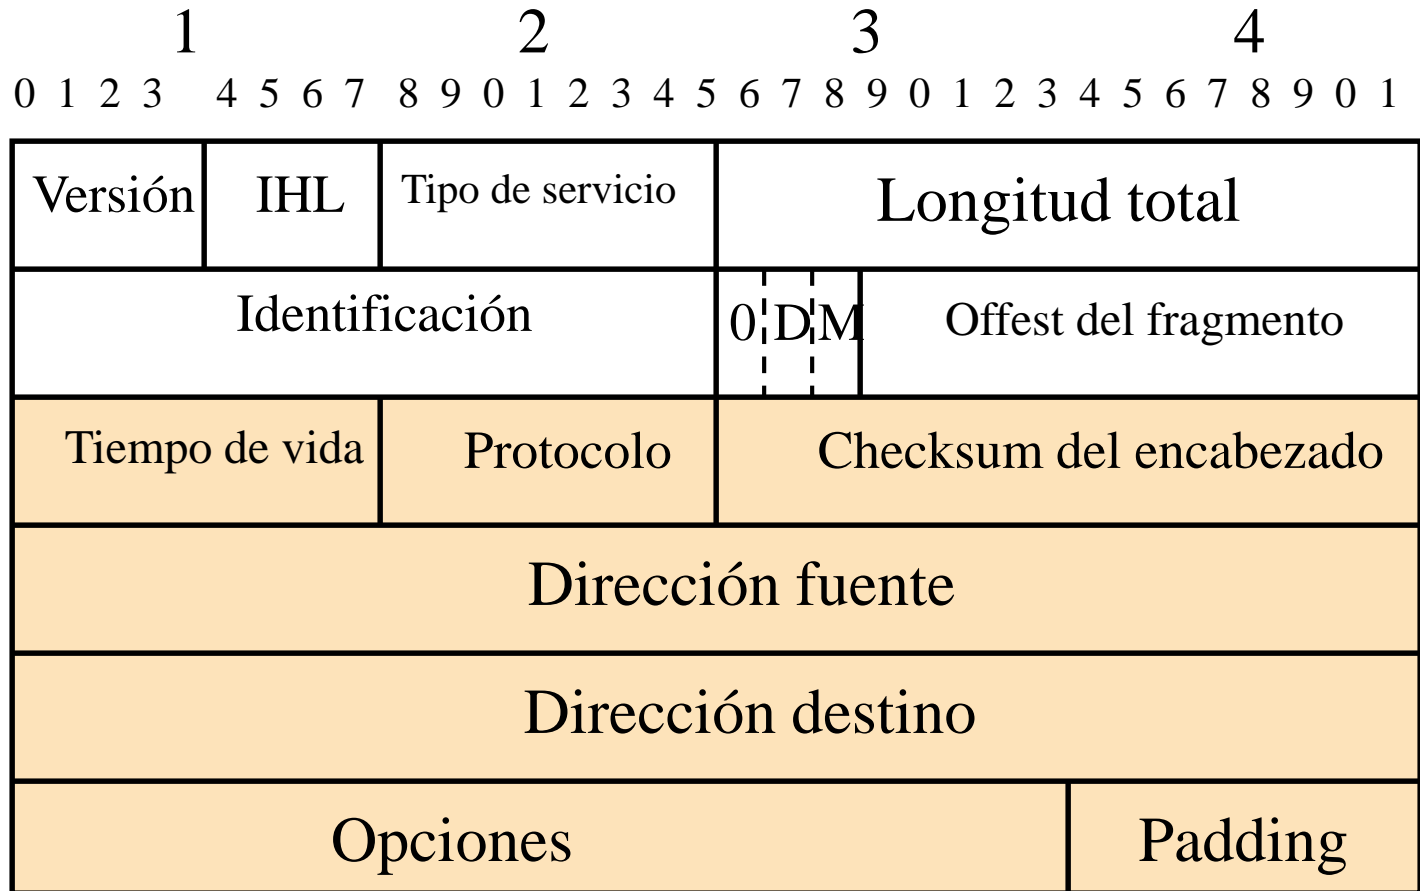 1 2 3 4
0 1 2 3 4 5 6 7 8 9 0 1 2 3 4 5 6 7 8 9 0 1 2 3 4 5 6 7 8 9 0 1
Versión IHL Tipo de servicio Longitud total
Identificación 0 D M Offest del fragmento
Tiempo de vida Protocolo Checksum del encabezado
Dirección fuente
Dirección destino
Opciones Padding